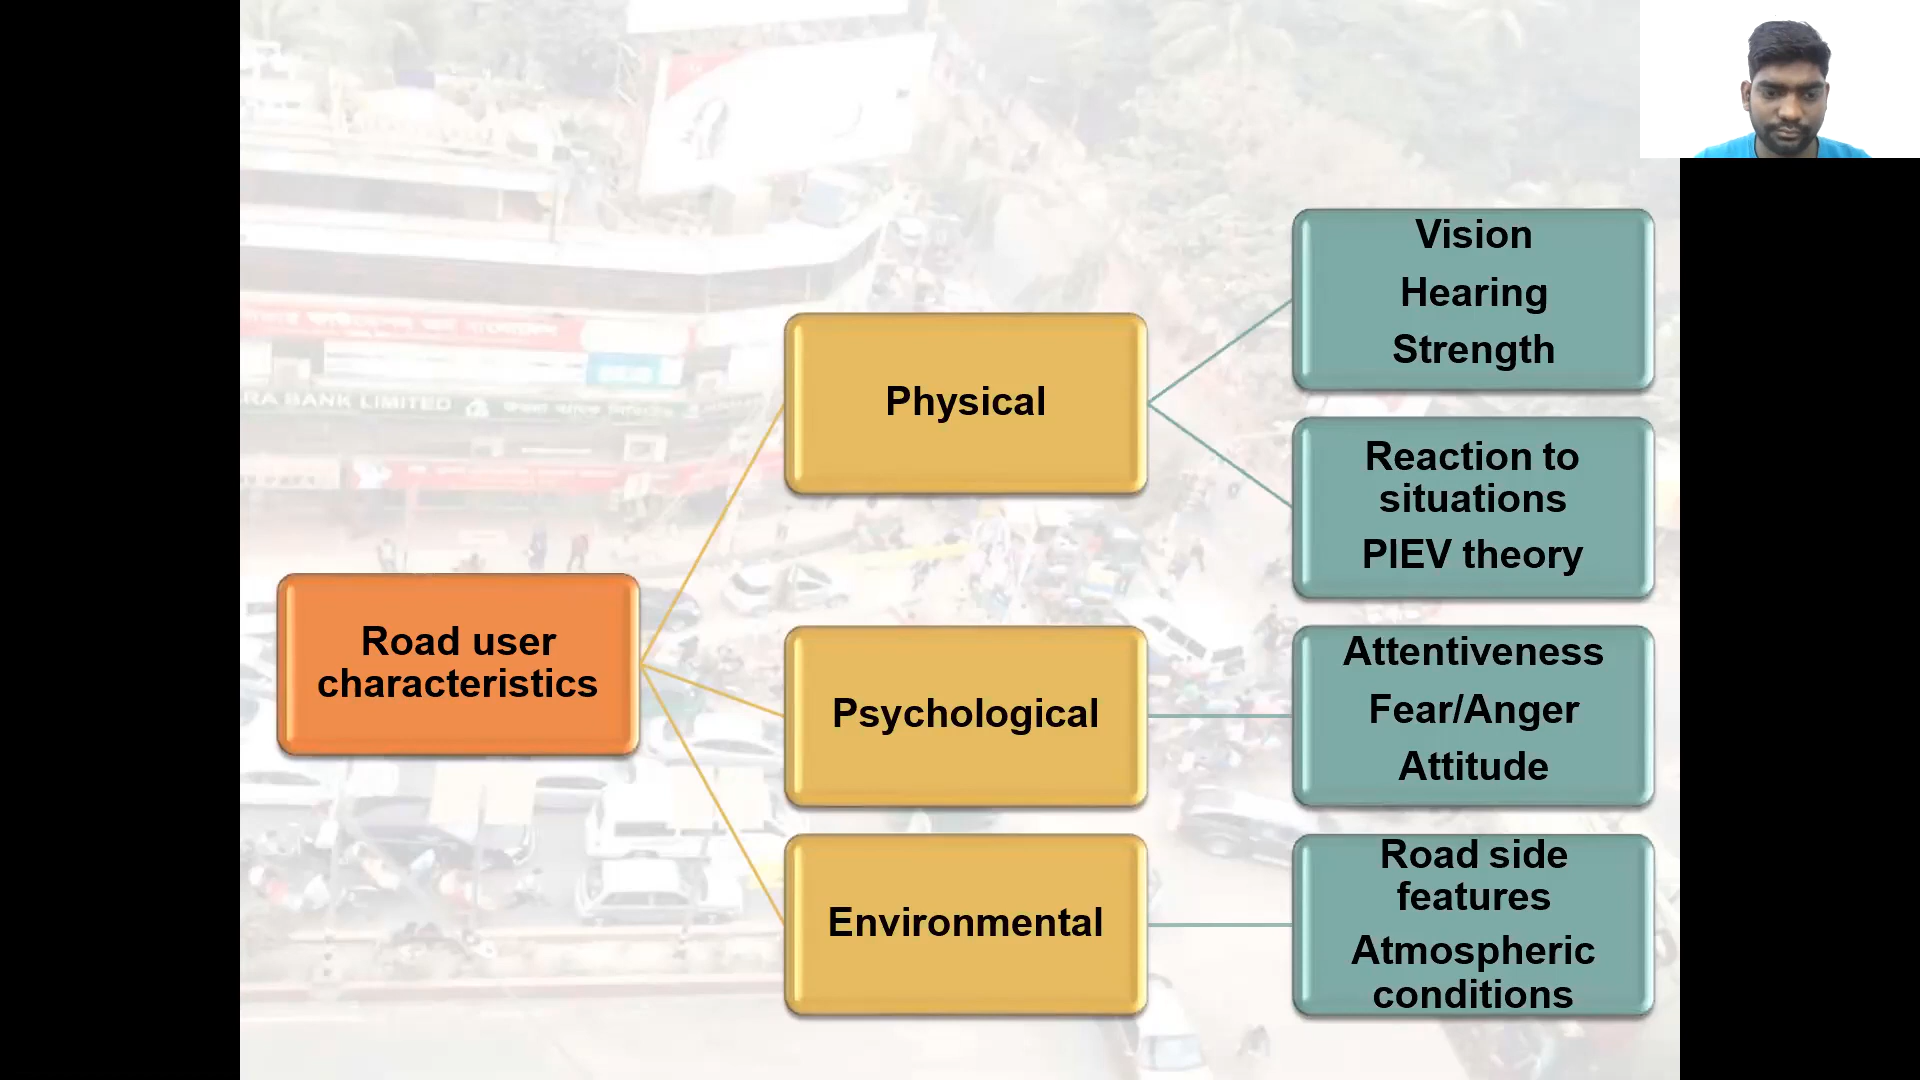 Road user
characteristics
Physical
Vision
Hearing
Strength
Reaction to
situations
PIEV theory
Psychological
Attentiveness
Fear/Anger
Attitude
Environmental
Road side
features
Atmospheric
conditions
RA BANK LIMITED